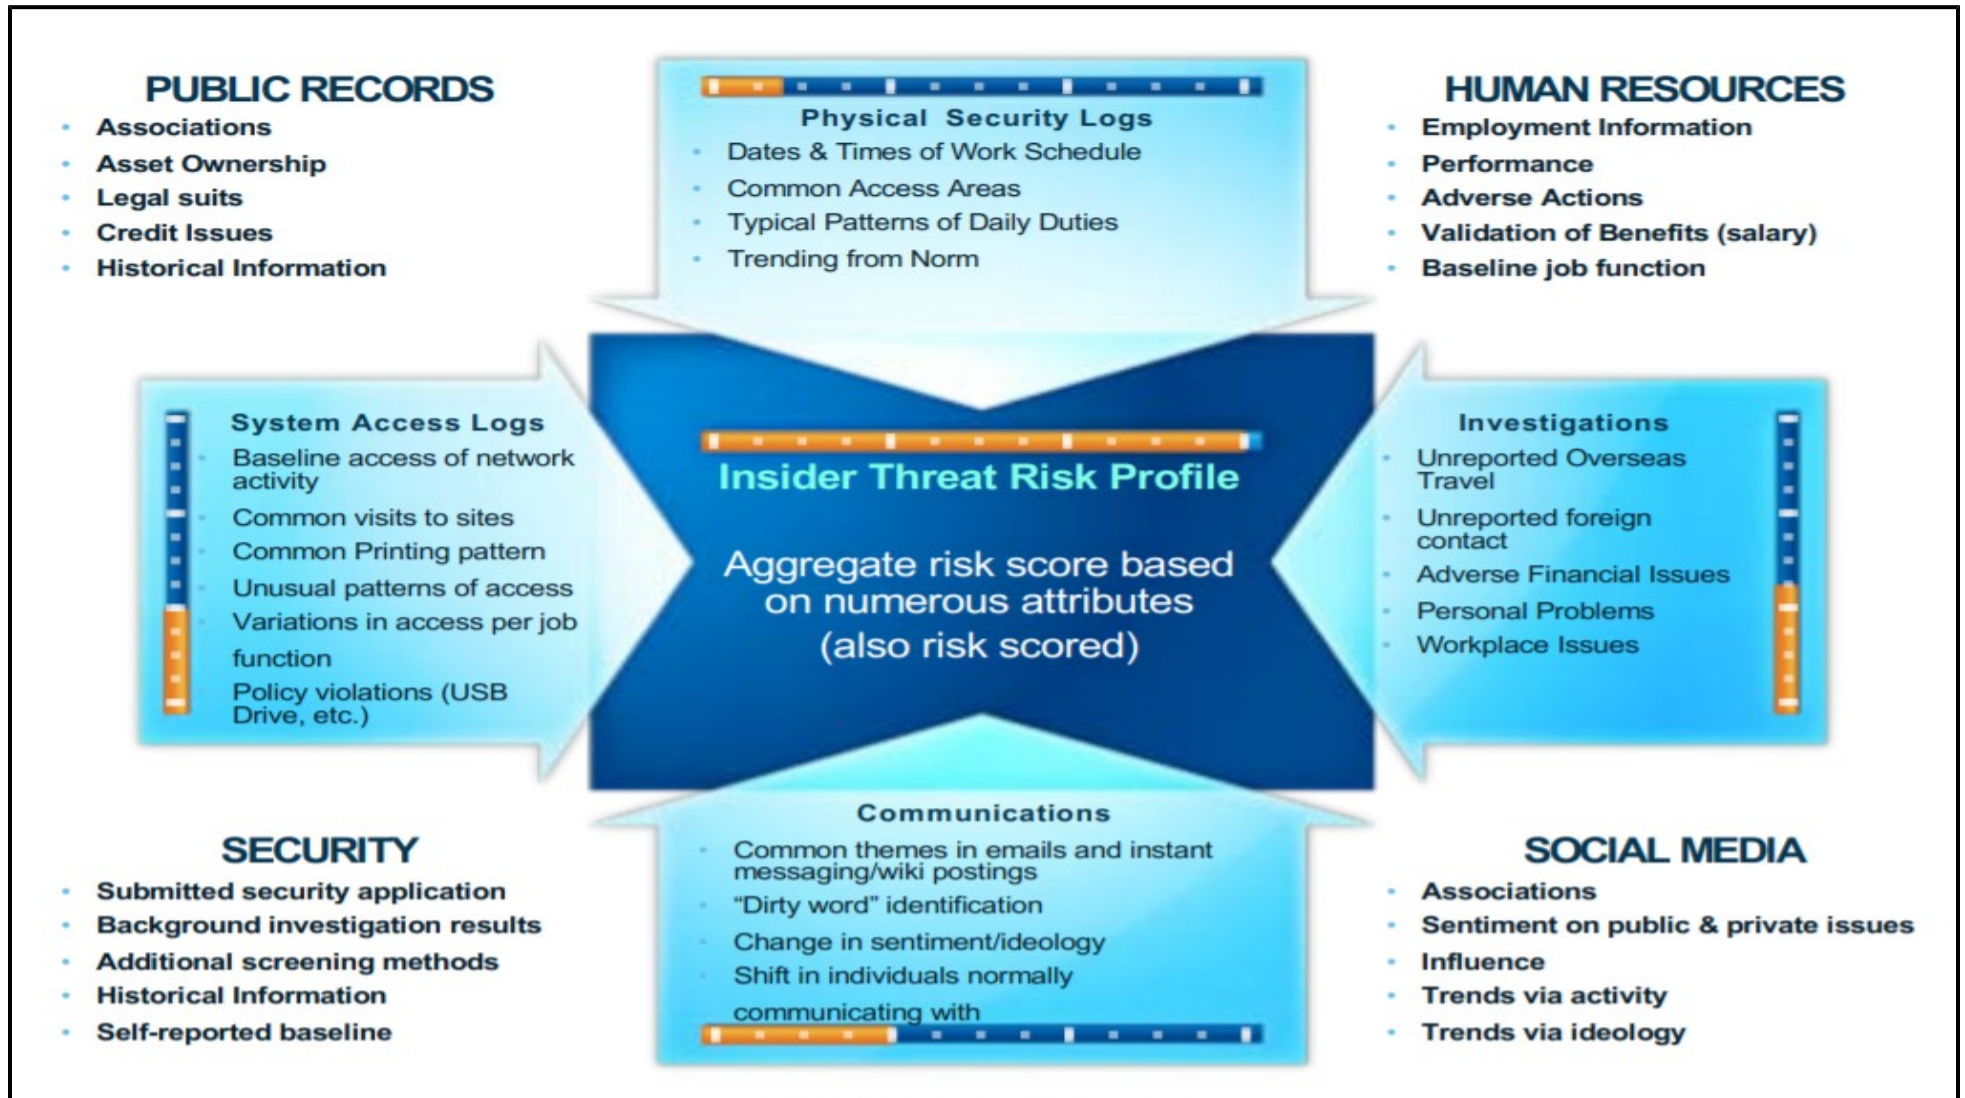 PUBLIC RECORDS
Associations
Asset Ownership
Legal suits
Credit Issues
Historical Information
Physical Security Logs
Dates & Times of Work Schedule
Common Access Areas
Typical Patterns of Daily Duties
Trending from Norm
HUMAN RESOURCES
Employment Information
Performance
Adverse Actions
Validation of Benefits (salary)
Baseline job function
System Access Logs
Baseline access of network
activity
Common visits to sites
Common Printing pattern
Unusual patterns of access
Variations in access per job
function
Policy violations (USB
Drive, etc.)
Insider Threat Risk Profile
Aggregate risk score based
on numerous attributes
(also risk scored)
Investigations
Unreported Overseas
Travel
Unreported foreign
contact
Adverse Financial Issues
Personal Problems
Workplace Issues
SECURITY
Submitted security application
Background investigation results
Additional screening methods
Historical Information
Self-reported baseline
Communications
Common themes in emails and instant
messaging/wiki postings
“Dirty word” identification
Change in sentiment/ideology
Shift in individuals normally
communicating with
SOCIAL MEDIA
Associations
Sentiment on public & private issues
Influence
Trends via activity
Trends via ideology